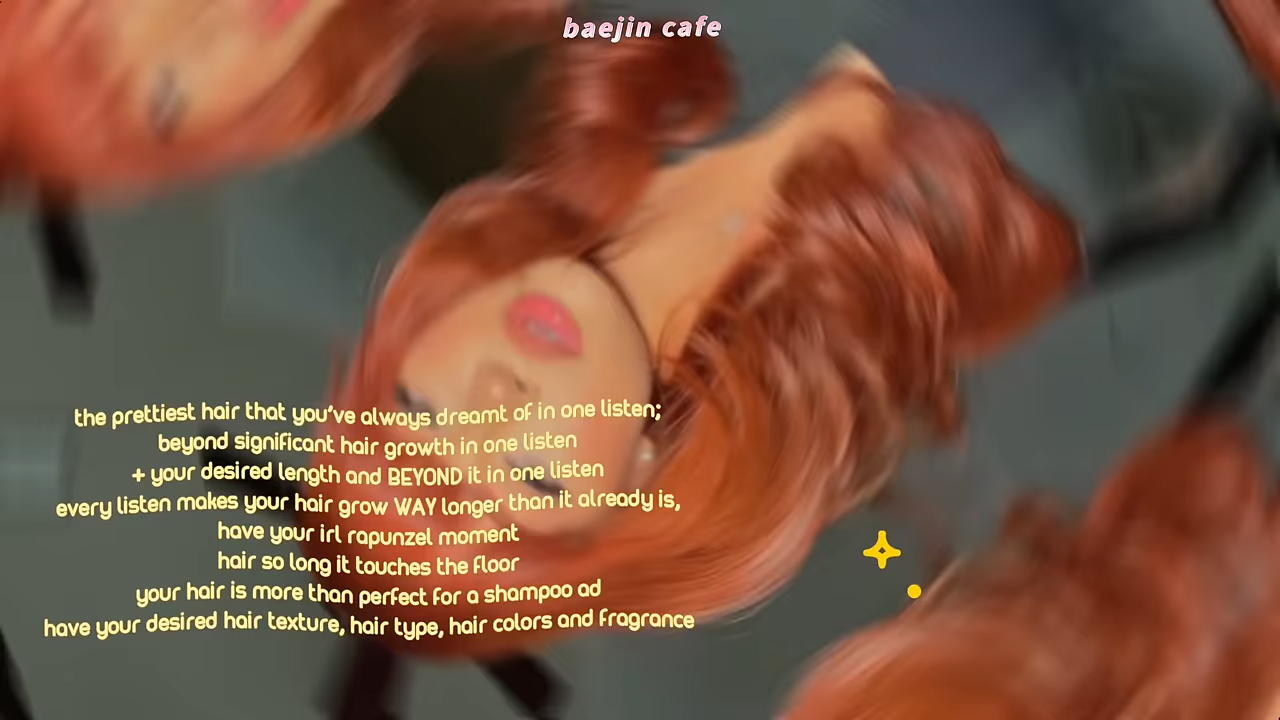 baejin cafe
the prettiest hair that you've always dreamt of in one listen;
beyond significant hair growth in one listen
+ your desired length and BEYOND it in one listen
every listen makes your hair grow WAY longer than it already is,
have your irl rapunzel moment
hair so long it touches the floor
your hair is more than perfect for a shampoo ad
have your desired hair texture, hair type, hair colors and fragrance